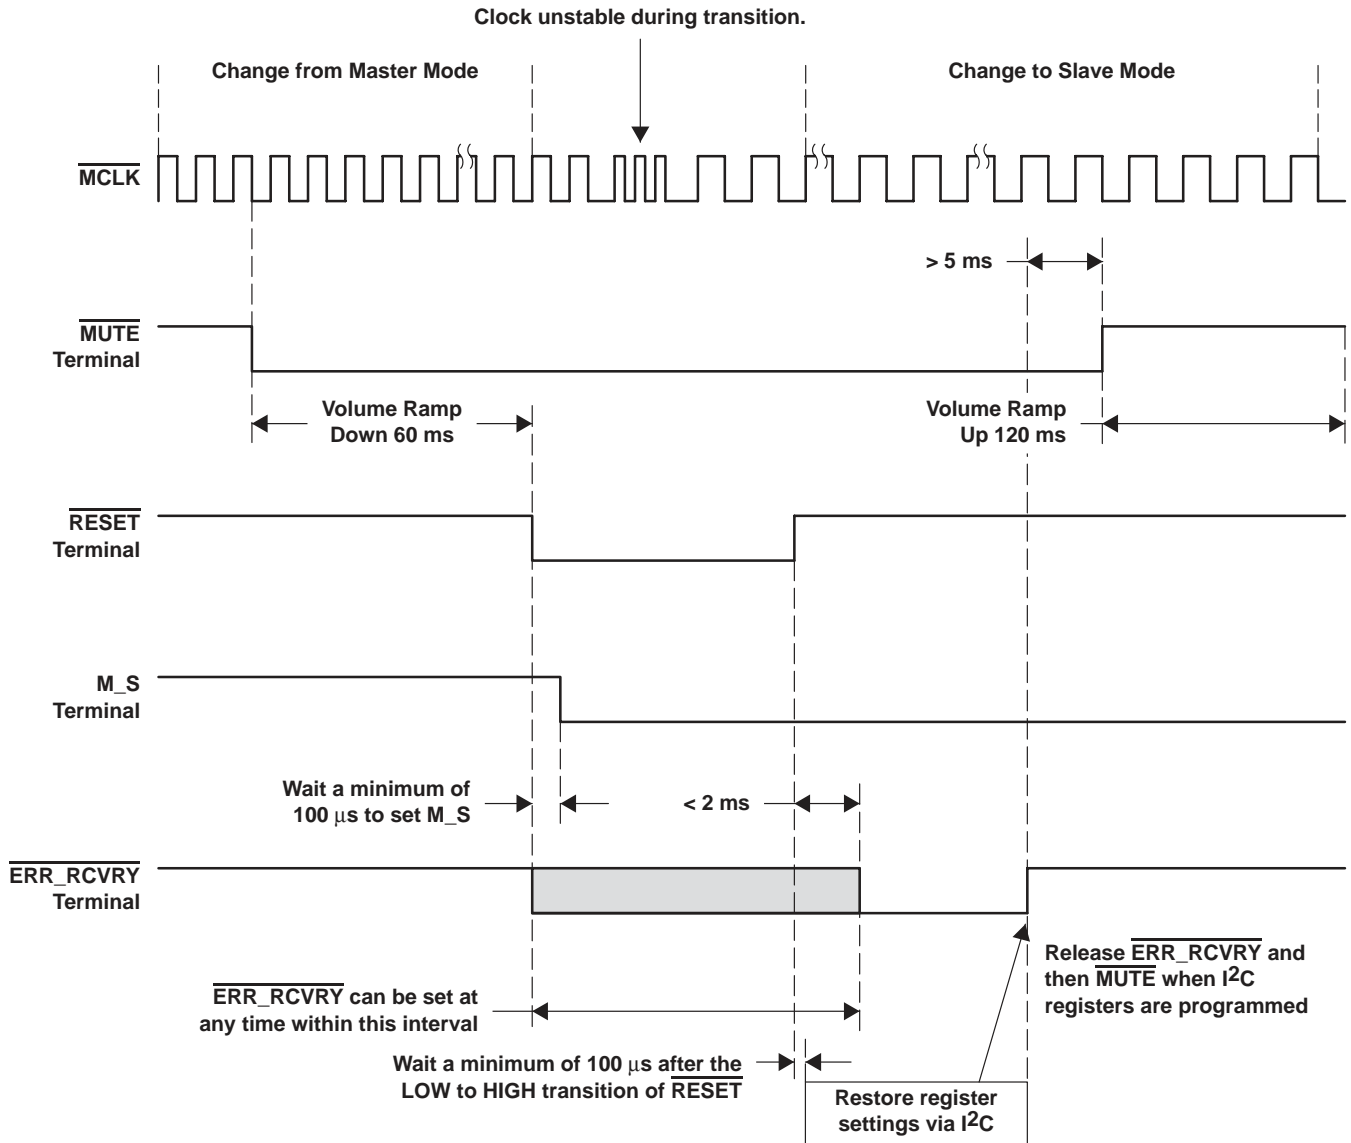 Clock unstable during transition.
Change from Master Mode
Change to Slave Mode
MCLK
> 5 ms
MUTE
Terminal
Volume Ramp
Down 60 ms
Volume Ramp
Up 120 ms
RESET
Terminal
M_S
Terminal
Wait a minimum of
100 μs to set M_S
< 2 ms
ERR_RCVRY
Terminal
ERR_RCVRY can be set at
any time within this interval
Release ERR_RCVRY and
then MUTE when I2C
registers are programmed
Wait a minimum of 100 μs after the
LOW to HIGH transition of RESET
Restore register
settings via I2C